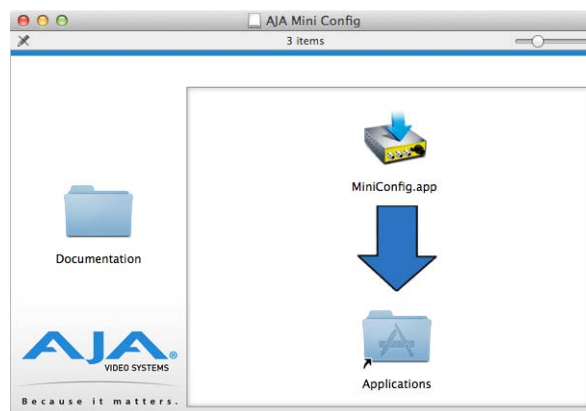 AJA Mini Config
3 items
MiniConfig.app
Documentation
Applications
AJA®
VIDEO SYSTEMS
Because it matters.